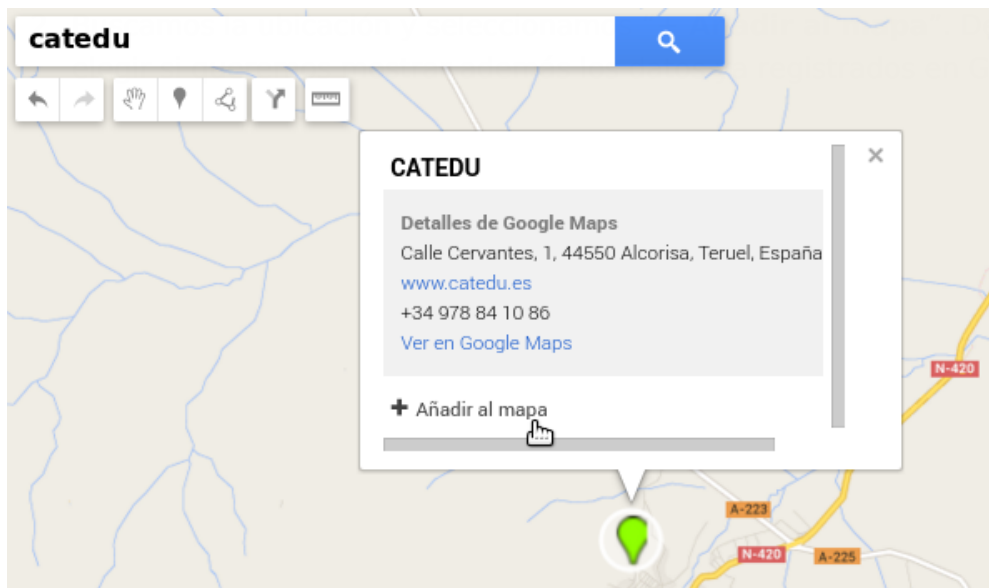 catedu
CATEDU
Detalles de Google Maps
Calle Cervantes, 1, 44550 Alcorisa, Teruel, España
www.catedu.es
+34 978 84 10 86
Ver en Google Maps
Añadir al mapa
N-420
A-223
N-420
A-225